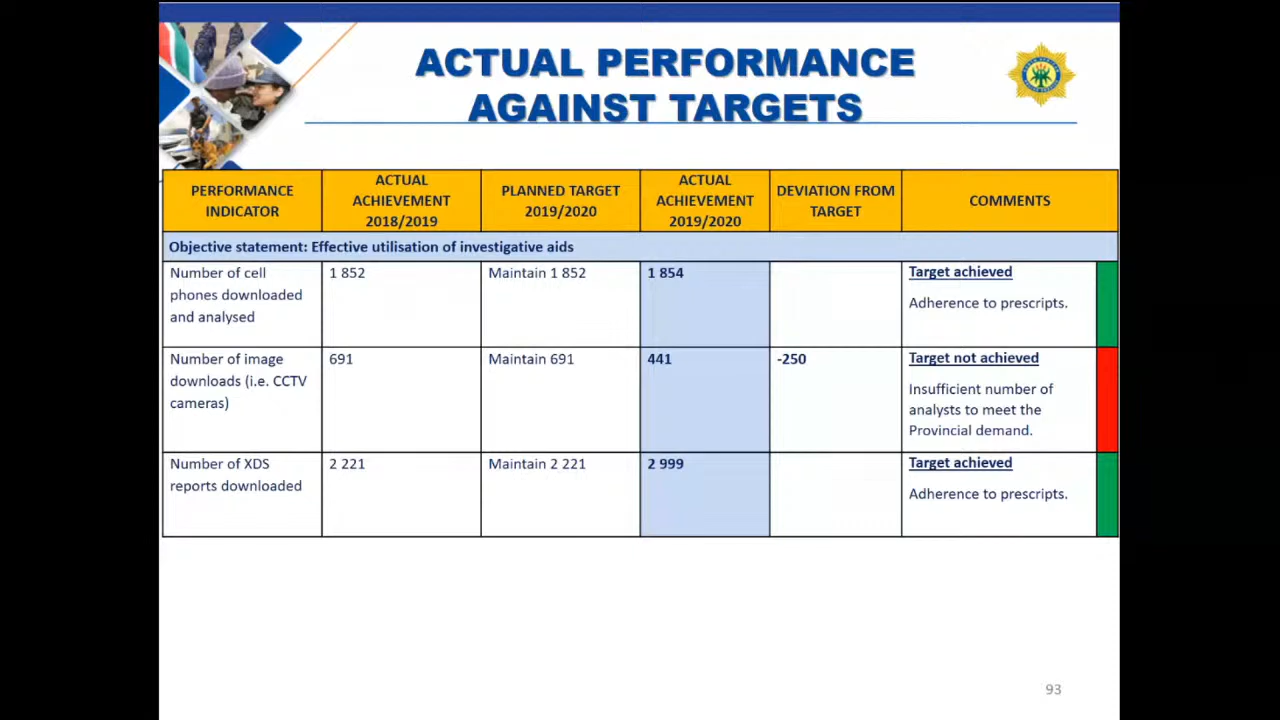 ACTUAL PERFORMANCE
AGAINST TARGETS
PERFORMANCE
INDICATOR
ACTUAL
ACHIEVEMENT
2018/2019
PLANNED TARGET
2019/2020
ACTUAL
ACHIEVEMENT
2019/2020
DEVIATION FROM
TARGET
COMMENTS
Objective statement: Effective utilisation of investigative aids
Number of cell
phones downloaded
and analysed
1 852
Maintain 1 852
1 854
Target achieved
Adherence to prescripts.
Number of image
downloads (i.e. CCTV
cameras)
691
Maintain 691
441
-250
Target not achieved
Insufficient number of
analysts to meet the
Provincial demand.
Number of XDS
reports downloaded
2 221
Maintain 2 221
2 999
Target achieved
Adherence to prescripts.
93